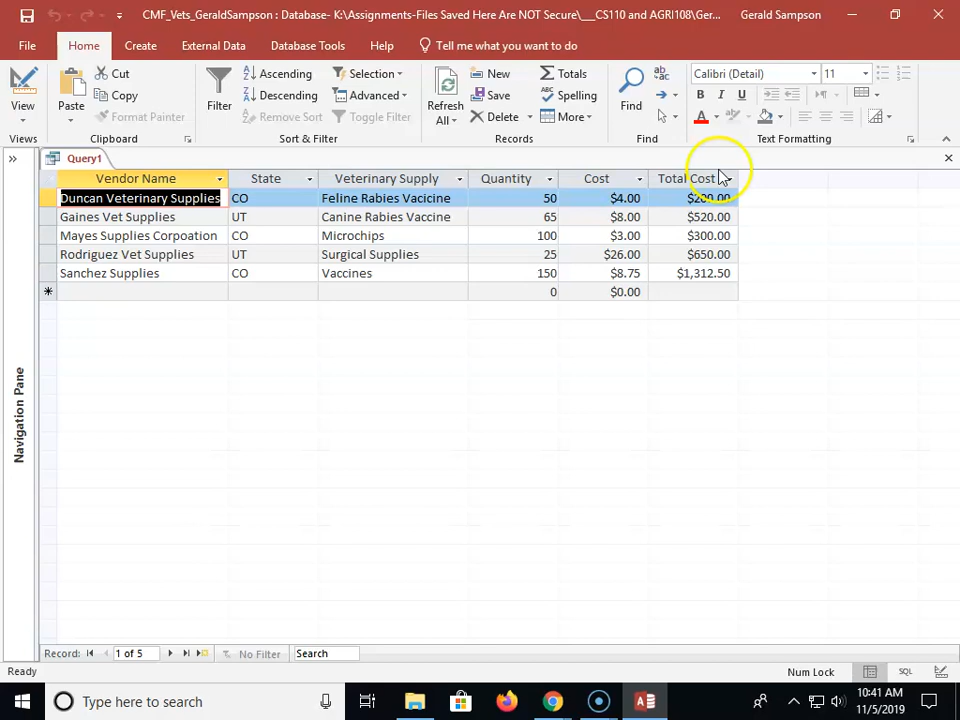 CMF_Vets_GeraldSampson : Database- K:\Assignments-Files Saved Here Are NOT Secure\___CS110 and AGRI108\Ger... Gerald Sampson
File Home Create External Data Database Tools Help Tell me what you want to do
View Paste Cut Copy Format Painter Filter Ascending Descending Remove Sort Selection Advanced Toggle Filter Refresh All New Save Delete Totals Spelling More Find Calibri (Detail) 11
Views Clipboard Sort & Filter Records Find Text Formatting
Query1
Vendor Name State Veterinary Supply Quantity Cost Total Cost
Duncan Veterinary Supplies CO Feline Rabies Vacicine 50 $4.00 $200.00
Gaines Vet Supplies UT Canine Rabies Vaccine 65 $8.00 $520.00
Mayes Supplies Corpoation CO Microchips 100 $3.00 $300.00
Rodriguez Vet Supplies UT Surgical Supplies 25 $26.00 $650.00
Sanchez Supplies CO Vaccines 150 $8.75 $1,312.50
0 $0.00
Navigation Pane
Record: 1 of 5 No Filter Search
Ready Num Lock SQL
Type here to search 10:41 AM
11/5/2019